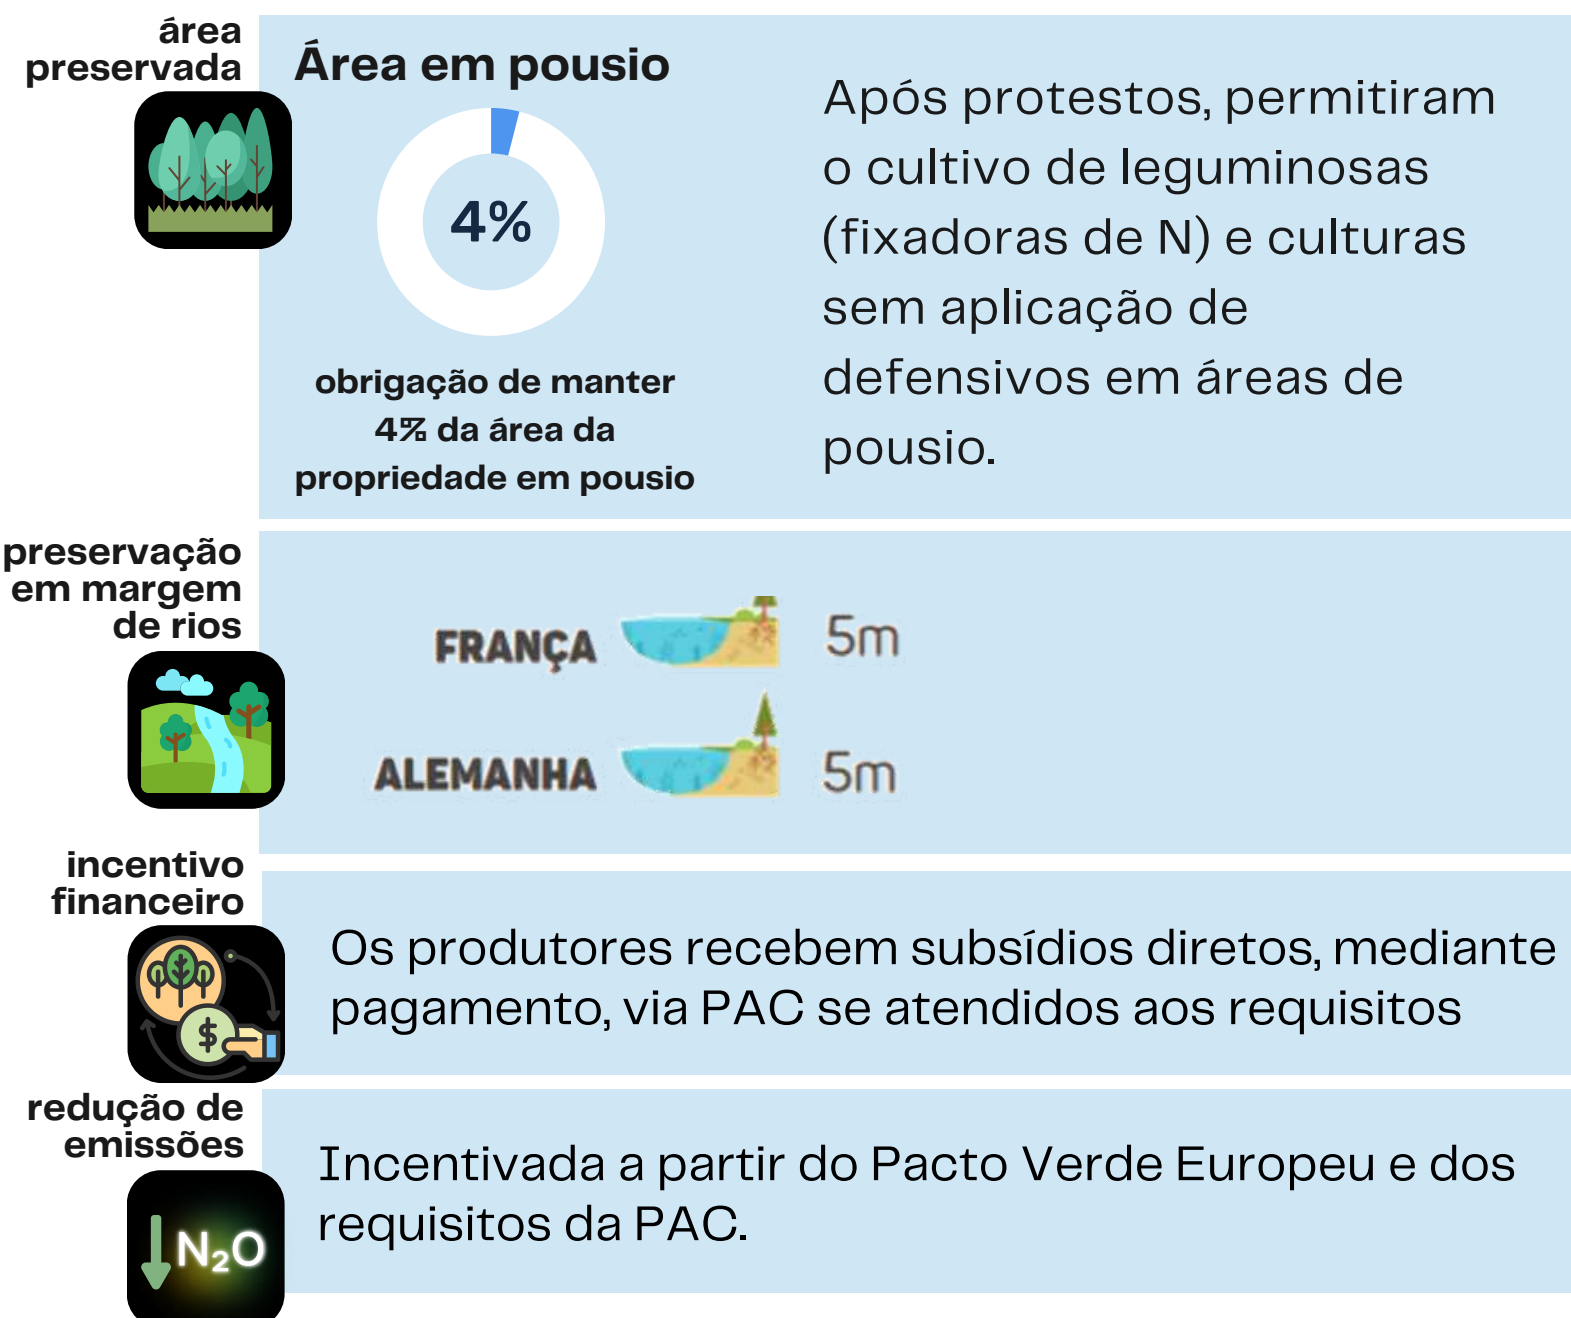 área
preservada
Área em pousio
4%
obrigação de manter
4% da área da
propriedade em pousio
Após protestos, permitiram
o cultivo de leguminosas
(fixadoras de N) e culturas
sem aplicação de
defensivos em áreas de
pousio.
preservação
em margem
de rios
FRANÇA 5m
ALEMANHA 5m
incentivo
financeiro
$
Os produtores recebem subsídios diretos, mediante
pagamento, via PAC se atendidos aos requisitos
redução de
emissões
N₂O
Incentivada a partir do Pacto Verde Europeu e dos
requisitos da PAC.